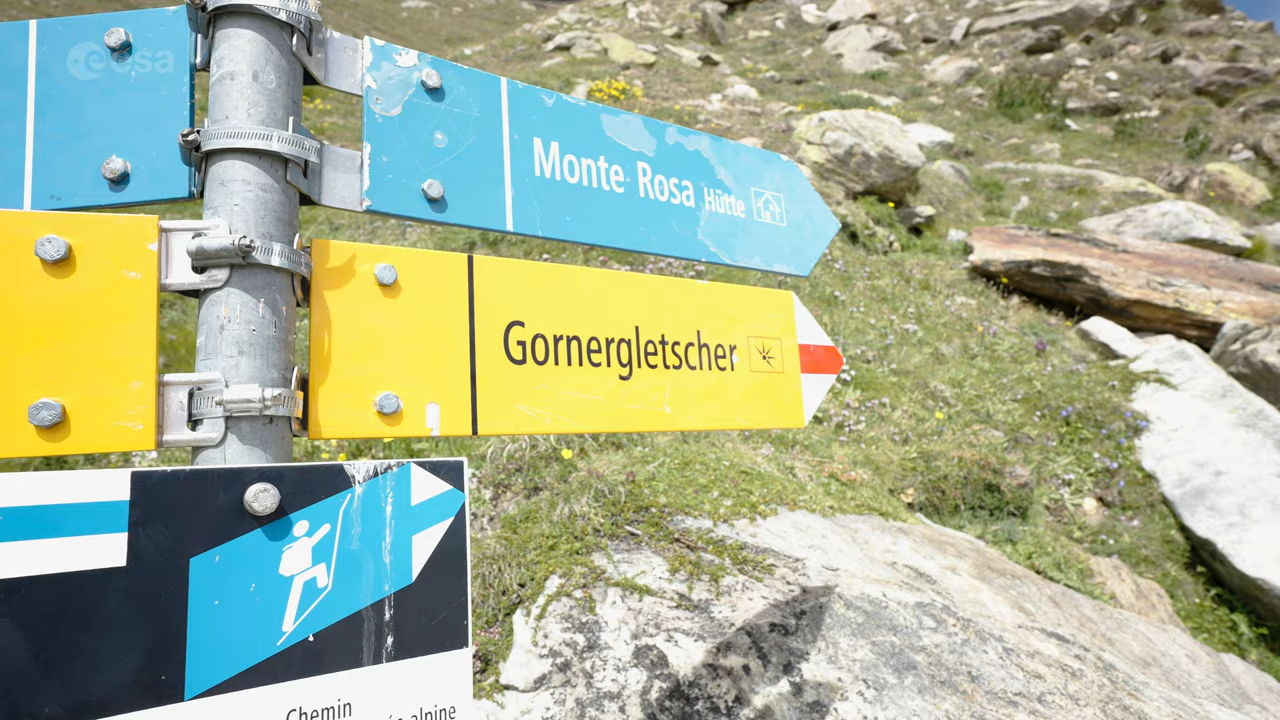 esa
Monte Rosa Hütte
Gornergletscher
Chemin
alpine